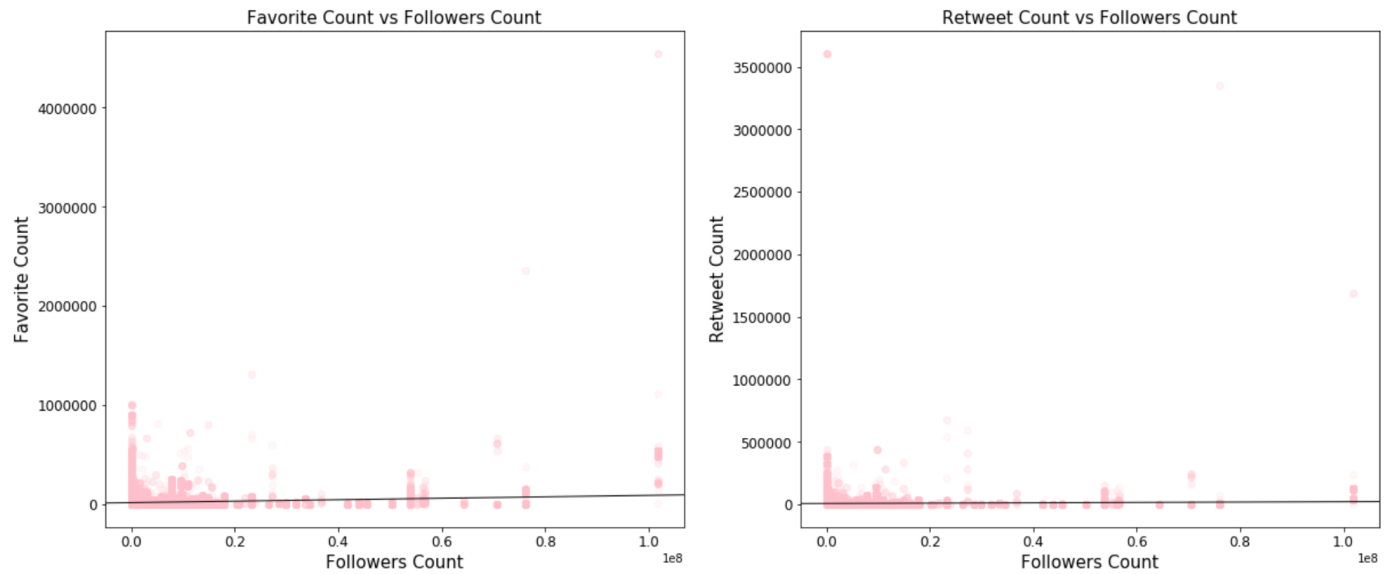 Favorite Count vs Followers Count
Favorite Count
4000000
3000000
2000000
1000000
0
0.0 0.2 0.4 0.6 0.8 1.0
1e8
Followers Count
Retweet Count vs Followers Count
Retweet Count
3500000
3000000
2500000
2000000
1500000
1000000
500000
0
0.0 0.2 0.4 0.6 0.8 1.0
1e8
Followers Count